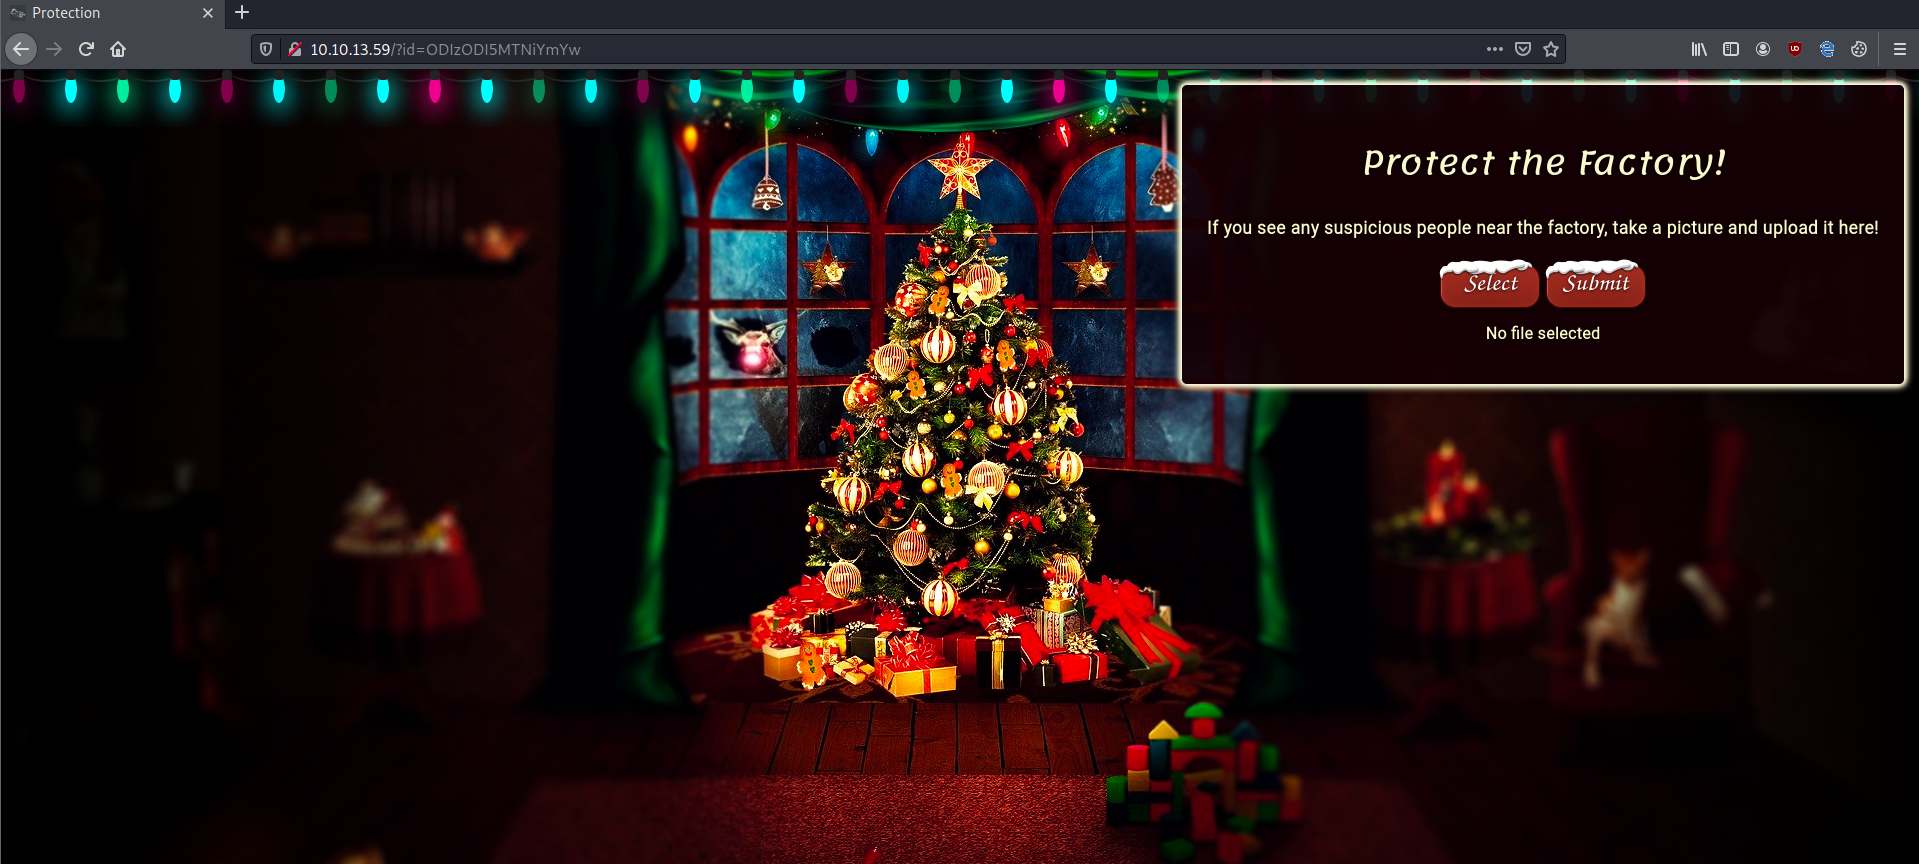 Protection
10.10.13.59/?id=ODIzODI5MTNiYmYw
Protect the Factory!
If you see any suspicious people near the factory, take a picture and upload it here!
Select Submit
No file selected